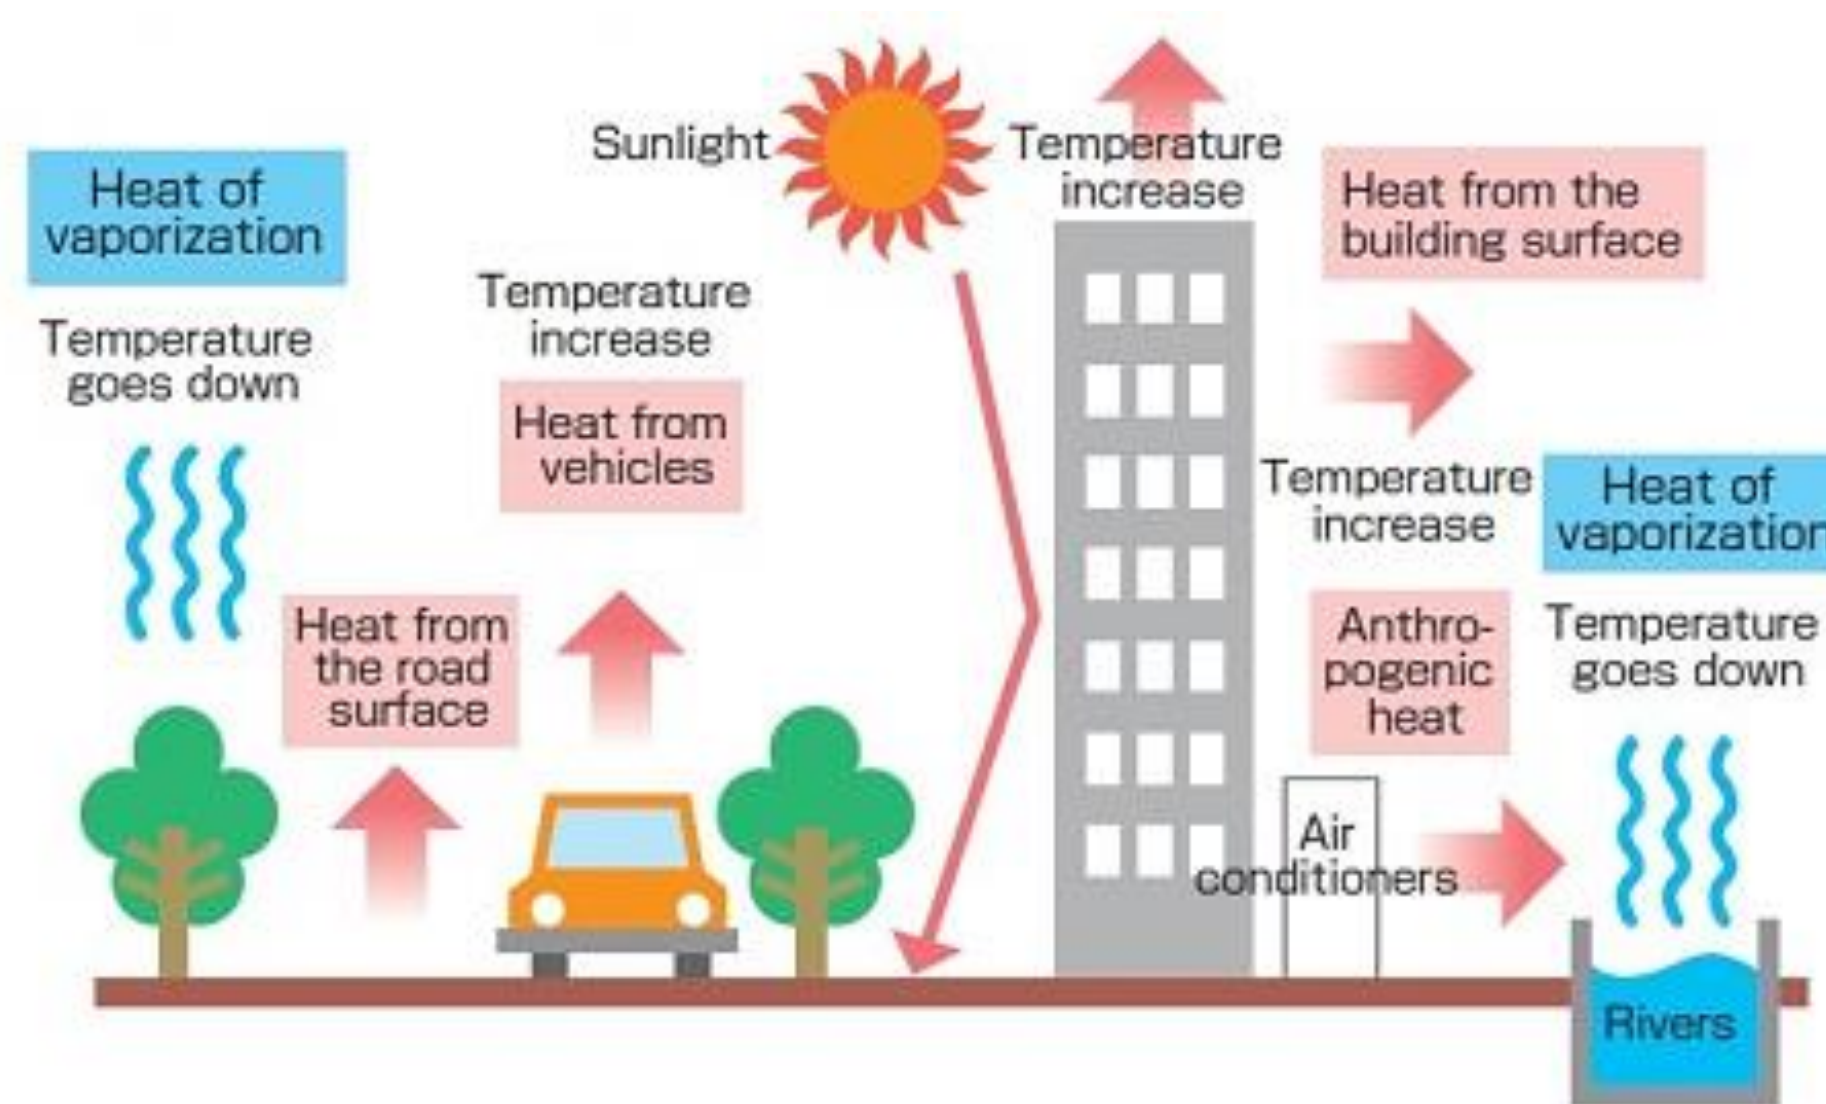 Sunlight
Temperature
increase
Heat from the
building surface
Heat of
vaporization
Temperature
goes down
Temperature
increase
Heat from
vehicles
Heat from
the road
surface
Temperature
increase
Heat of
vaporization
Anthro-
pogenic
heat
Temperature
goes down
Air
conditioners
Rivers